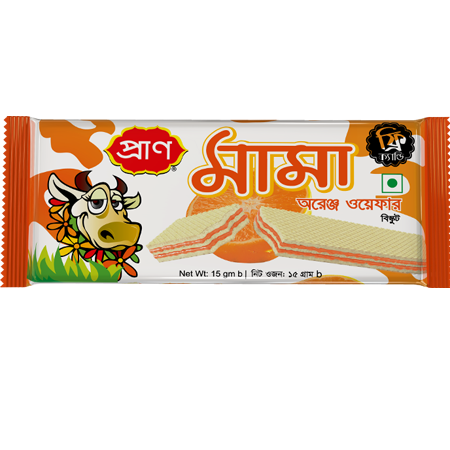 প্রাণ
®
মামা
ফ্রি
ক্যান্ডি
অরেঞ্জ ওয়েফার
বিস্কুট
Net Wt: 15 gm b | নিট ওজন: ১৫ গ্রাম b